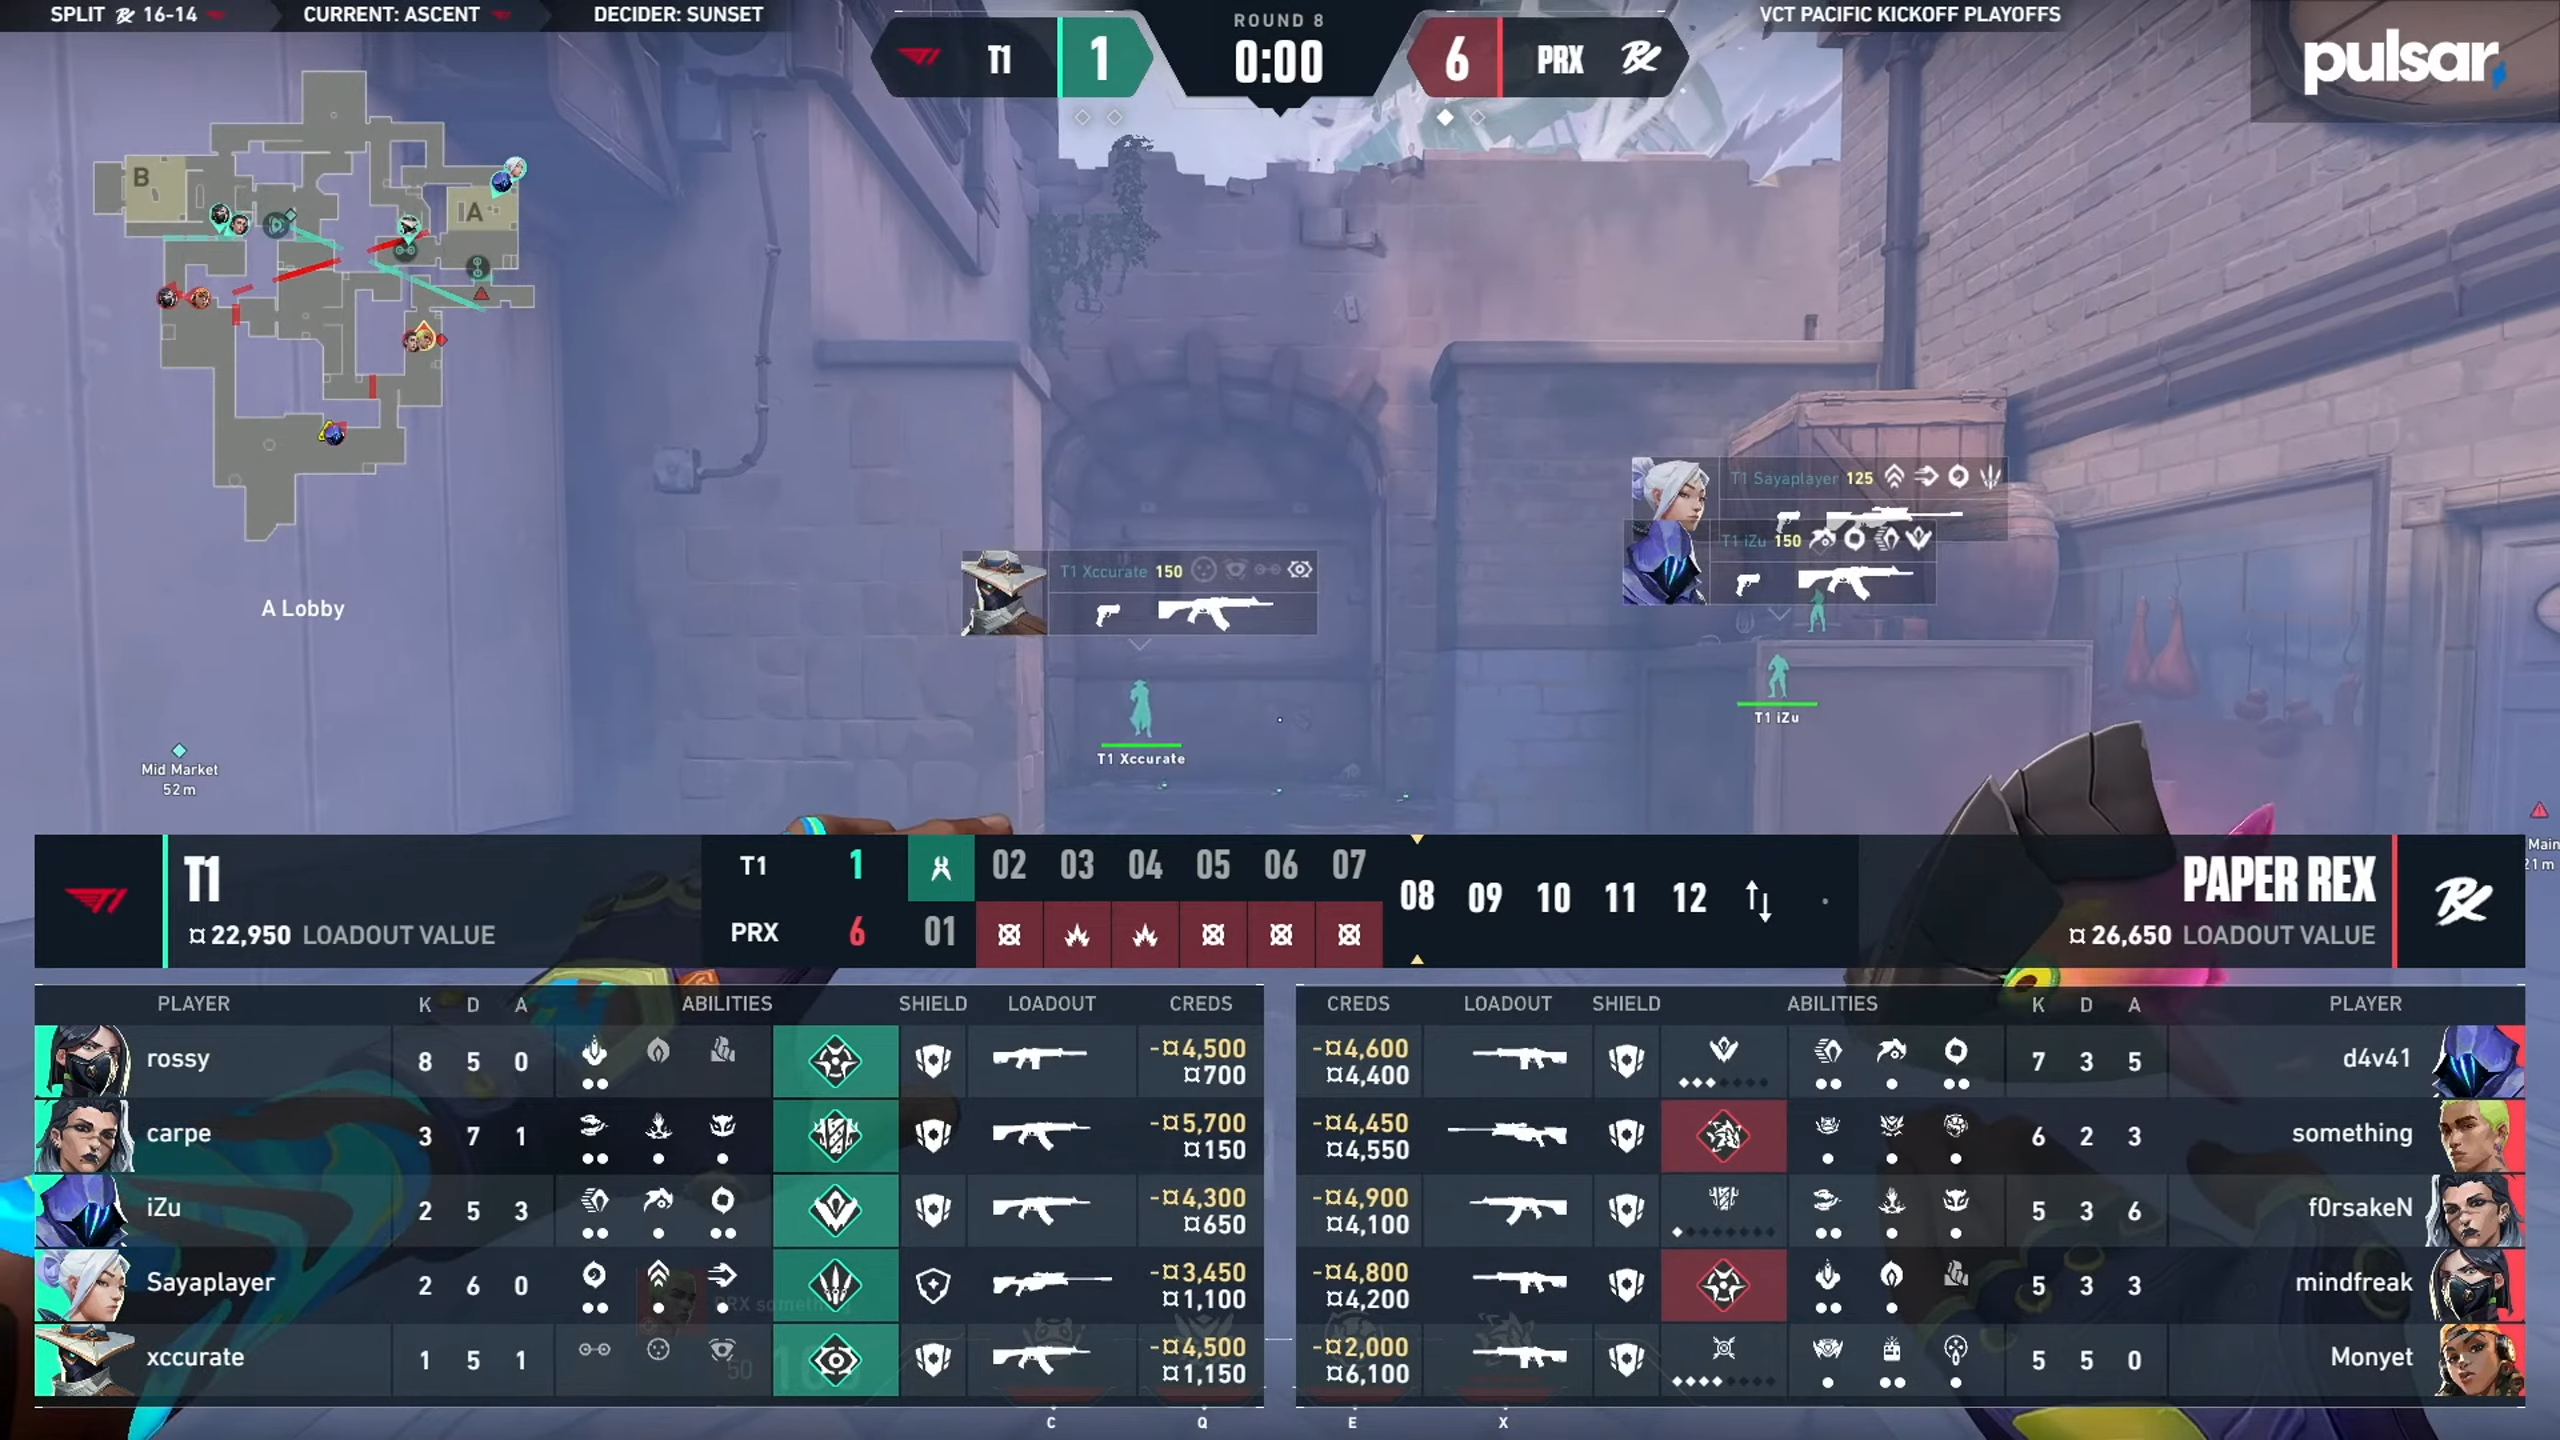 SPLIT 16-14
CURRENT: ASCENT
DECIDER: SUNSET
T1 1
ROUND 8
0:00
6 PRX
VCT PACIFIC KICKOFF PLAYOFFS
pulsar
B
A
A Lobby
Mid Market
52m
T1 Sayaplayer 125
T1 iZu 150
T1 Xccurate 150
T1 iZu
T1 Xccurate
Main
21m
T1
¤ 22,950 LOADOUT VALUE
T1 1 02 03 04 05 06 07
PRX 6 01
08 09 10 11 12
PAPER REX
¤ 26,650 LOADOUT VALUE
PLAYER K D A ABILITIES SHIELD LOADOUT CREDS
rossy 8 5 0 -¤4,500
¤700
carpe 3 7 1 -¤5,700
¤150
iZu 2 5 3 -¤4,300
¤650
Sayaplayer 2 6 0 -¤3,450
¤1,100
xccurate 1 5 1 -¤4,500
¤1,150
CREDS LOADOUT SHIELD ABILITIES K D A PLAYER
-¤4,600 7 3 5 d4v41
¤4,400
-¤4,450 6 2 3 something
¤4,550
-¤4,900 5 3 6 f0rsakeN
¤4,100
-¤4,800 5 3 3 mindfreak
¤4,200
-¤2,000 5 5 0 Monyet
¤6,100
PRX something
50
C Q E X